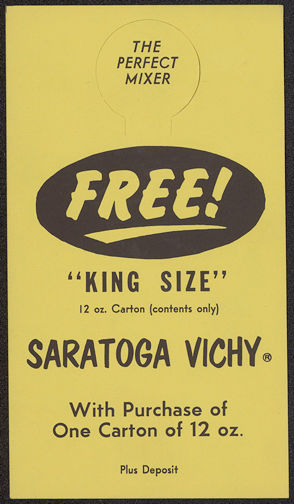 THE
PERFECT
MIXER
FREE!
"KING SIZE"
12 oz. Carton (contents only)
SARATOGA VICHY®
With Purchase of
One Carton of 12 oz.
Plus Deposit